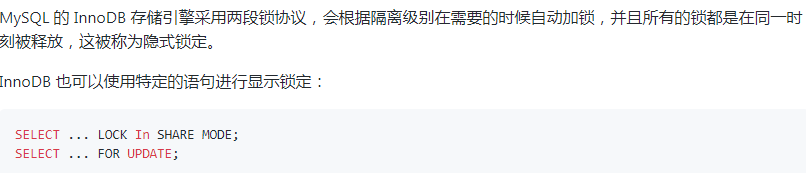 MySQL 的 InnoDB 存储引擎采用两段锁协议，会根据隔离级别在需要的时候自动加锁，并且所有的锁都是在同一时
刻被释放，这被称为隐式锁定。
InnoDB 也可以使用特定的语句进行显示锁定：
SELECT ... LOCK In SHARE MODE;
SELECT ... FOR UPDATE;